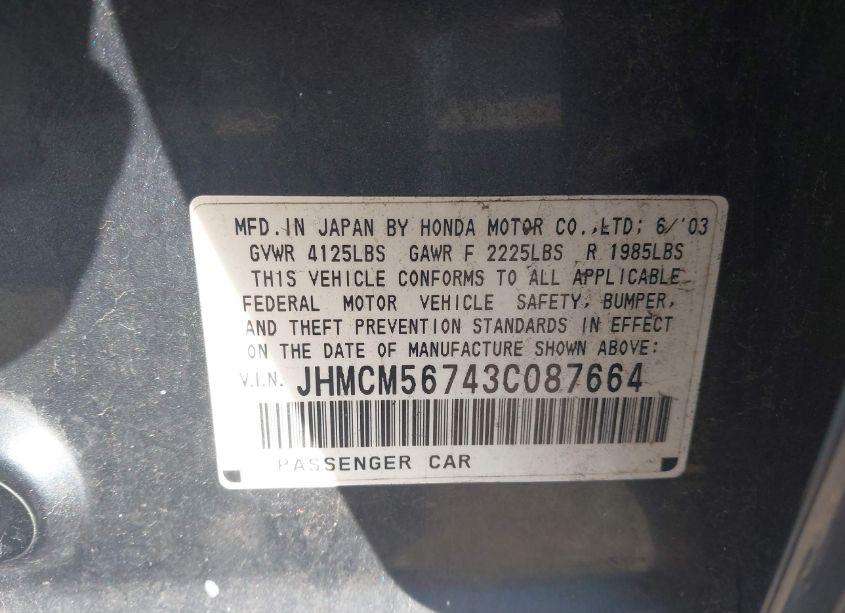 MFD.IN JAPAN BY HONDA MOTOR CO.,LTD; 6/'03
GVWR 4125LBS GAWR F 2225LBS R 1985LBS
THIS VEHICLE CONFORMS TO ALL APPLICABLE
FEDERAL MOTOR VEHICLE SAFETY, BUMPER,
AND THEFT PREVENTION STANDARDS IN EFFECT
ON THE DATE OF MANUFACTURE SHOWN ABOVE:
V.I.N. JHMCM56743C087664
PASSENGER CAR